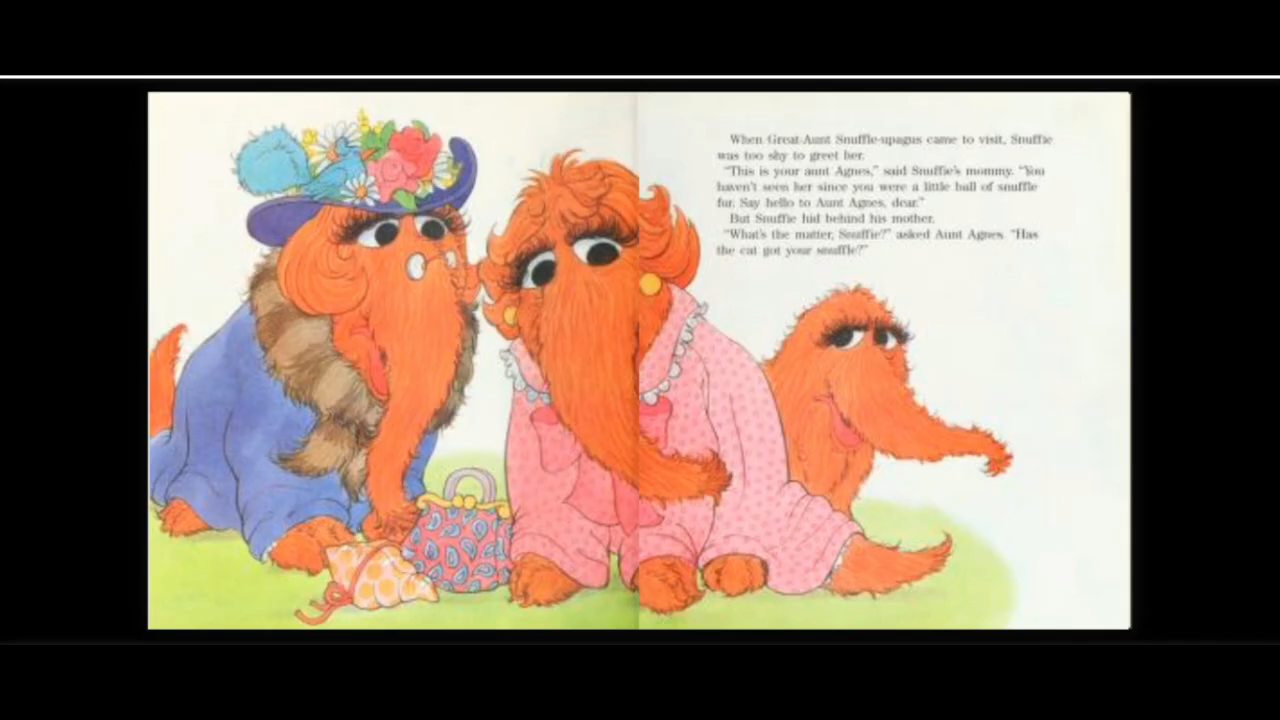 When Great-Aunt Snuffle-upagus came to visit, Snuffie
was too shy to greet her.
"This is your aunt Agnes," said Snuffie's mommy. "You
haven't seen her since you were a little ball of snuffle
fur. Say hello to Aunt Agnes, dear."
But Snuffie hid behind his mother.
"What's the matter, Snuffie?" asked Aunt Agnes. "Has
the cat got your snuffle?"